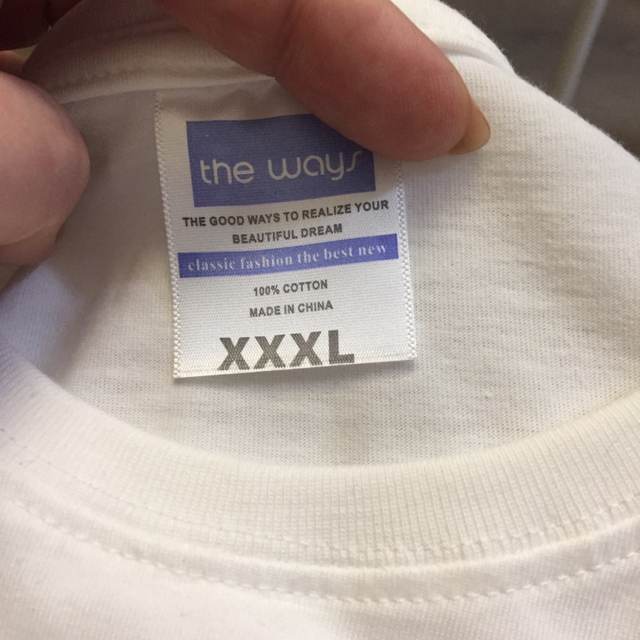 the ways
THE GOOD WAYS TO REALIZE YOUR
BEAUTIFUL DREAM
classic fashion the best new
100% COTTON
MADE IN CHINA
XXXL